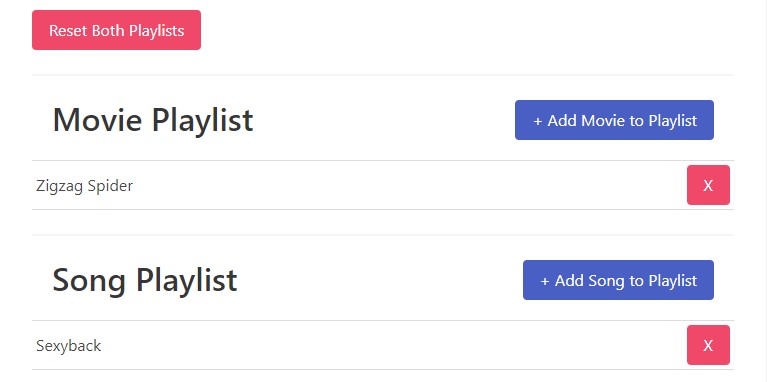 Reset Both Playlists
Movie Playlist
+ Add Movie to Playlist
Zigzag Spider
X
Song Playlist
+ Add Song to Playlist
Sexyback
X